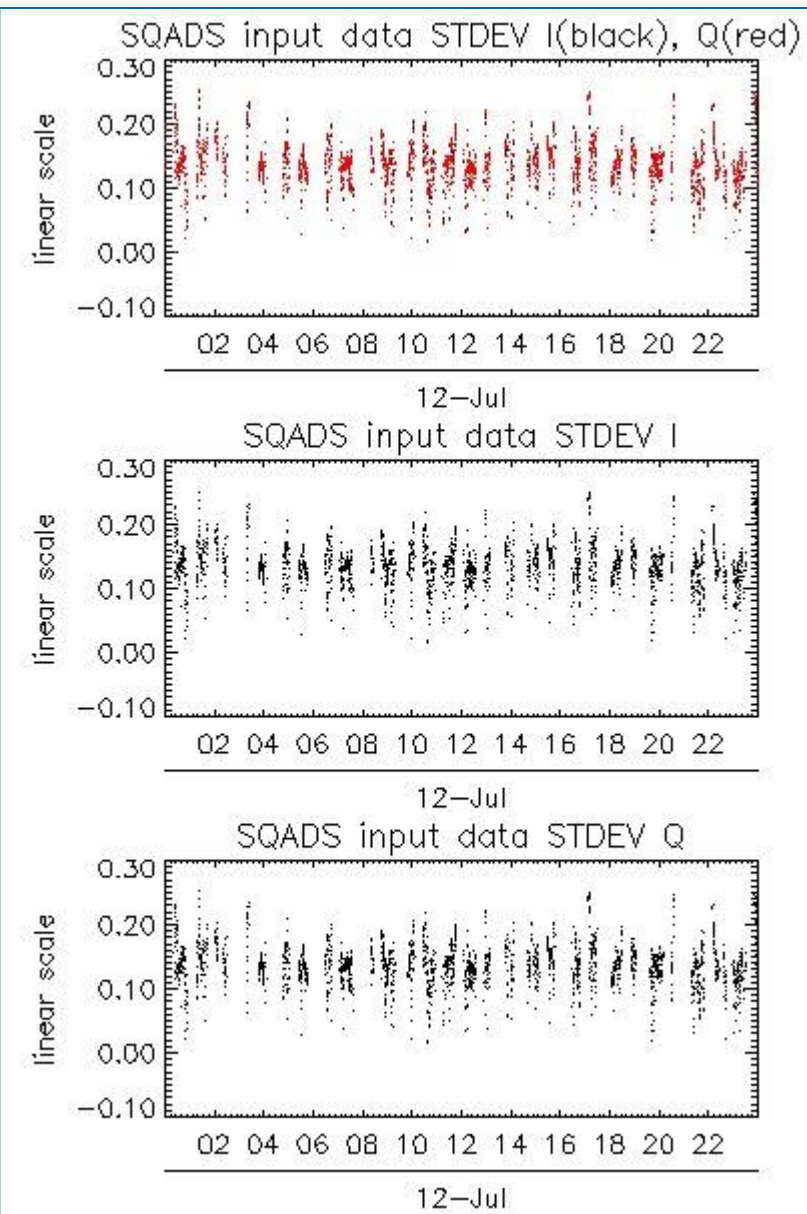 SQADS input data STDEV I(black), Q(red)
linear scale
0.30
0.20
0.10
0.00
−0.10
02 04 06 08 10 12 14 16 18 20 22
12−Jul
SQADS input data STDEV I
linear scale
0.30
0.20
0.10
0.00
−0.10
02 04 06 08 10 12 14 16 18 20 22
12−Jul
SQADS input data STDEV Q
linear scale
0.30
0.20
0.10
0.00
−0.10
02 04 06 08 10 12 14 16 18 20 22
12−Jul